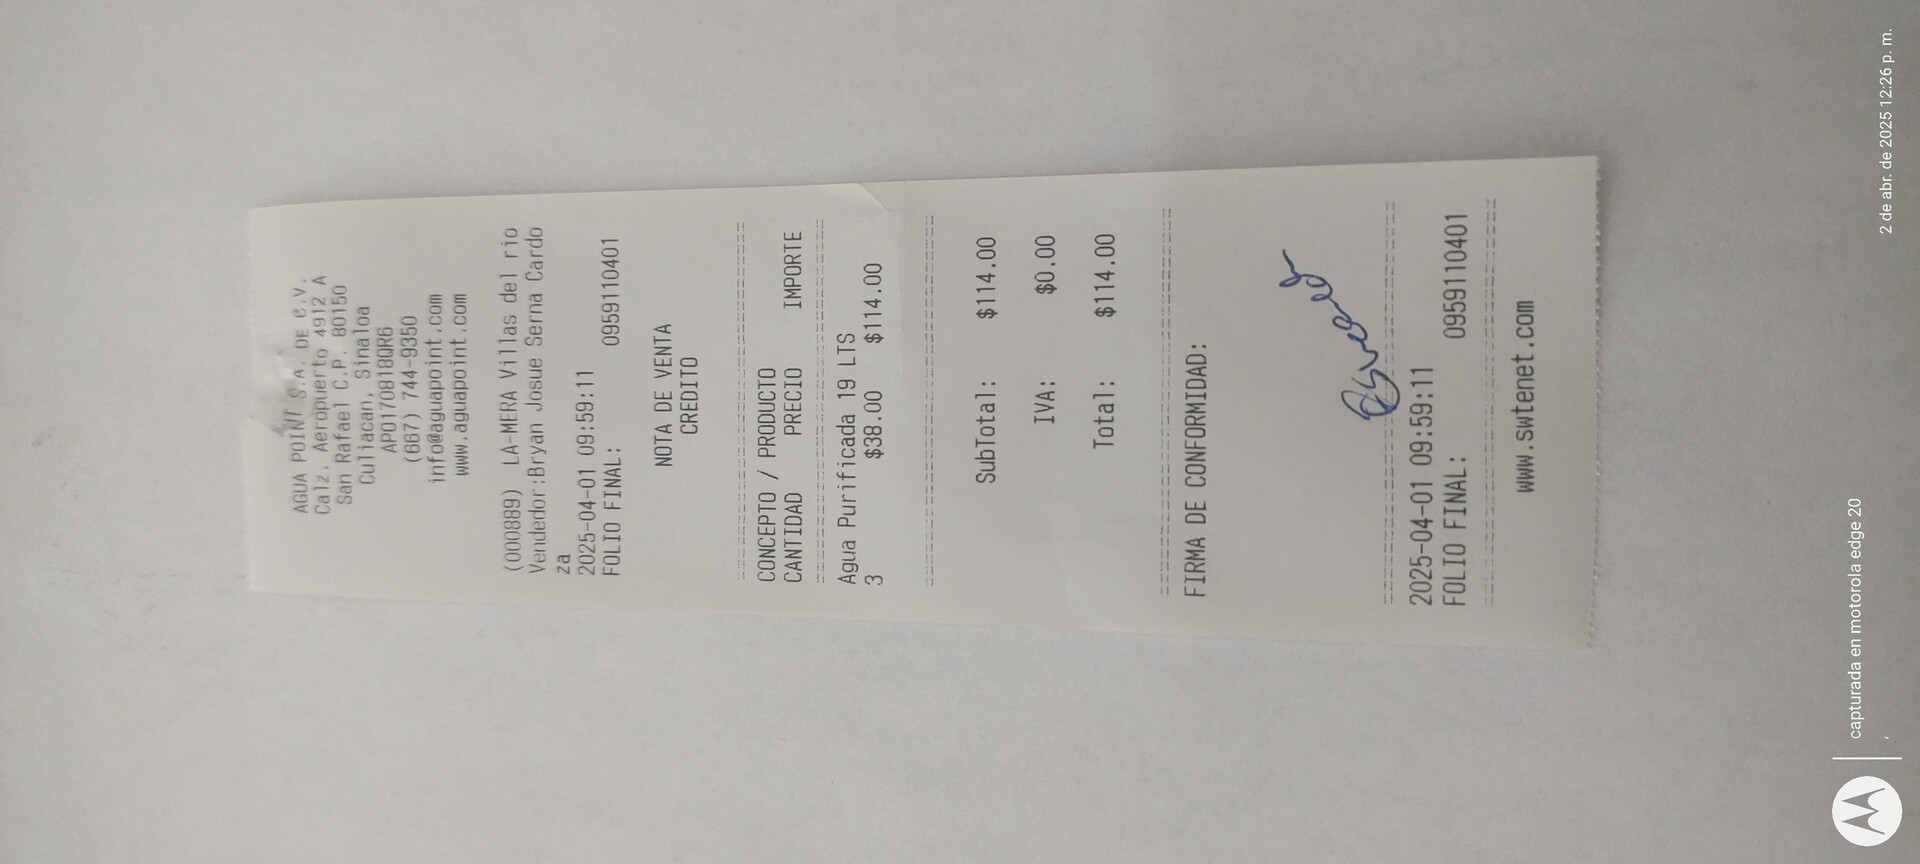 AGUA POINT S.A. DE C.V.
Calz. Aeropuerto 4912 A
San Rafael C.P. 80150
Culiacan, Sinaloa
APO170818QR6
(667) 744-9350
info@aguapoint.com
www.aguapoint.com
(000889) LA-MERA Villas del rio
Vendedor:Bryan Josue Serna Cardo
za
2025-04-01 09:59:11
FOLIO FINAL: 0959110401
NOTA DE VENTA
CREDITO
CONCEPTO / PRODUCTO
CANTIDAD PRECIO IMPORTE
Agua Purificada 19 LTS
3 $38.00 $114.00
SubTotal: $114.00
IVA: $0.00
Total: $114.00
FIRMA DE CONFORMIDAD:
2025-04-01 09:59:11
FOLIO FINAL: 0959110401
www.swtenet.com
capturada en motorola edge 20
2 de abr. de 2025 12:26 p. m.